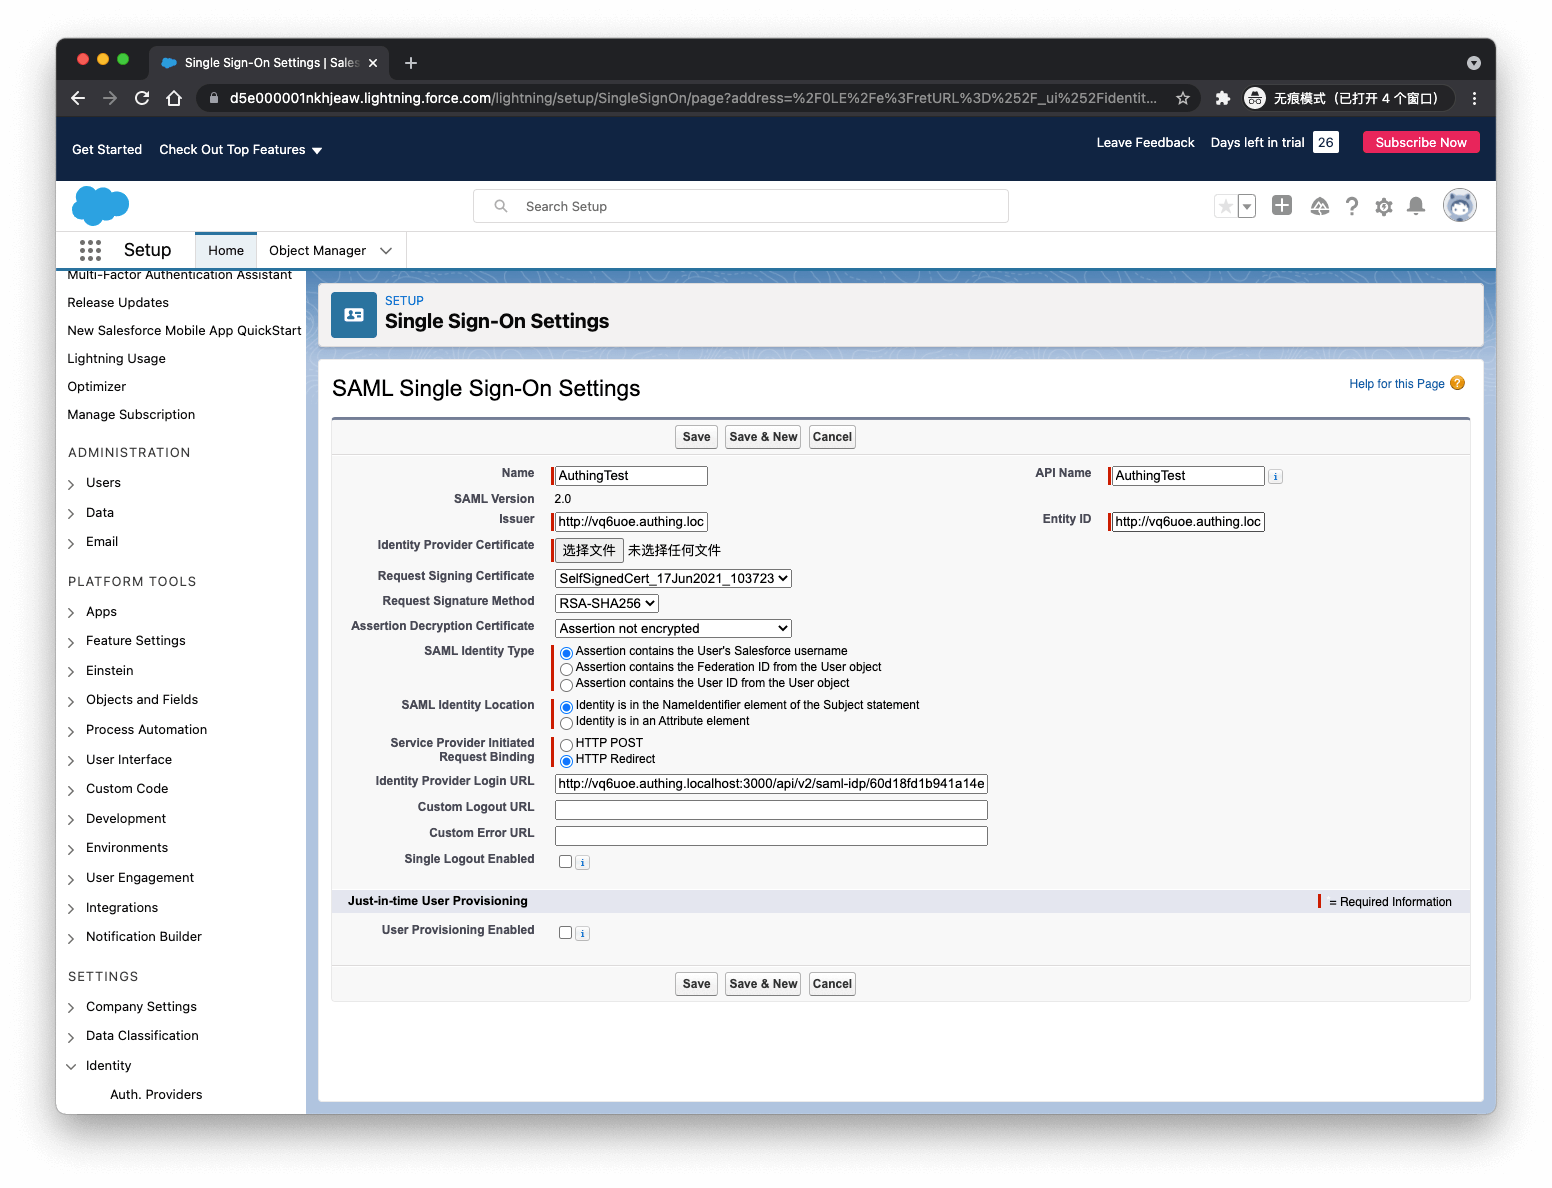 Single Sign-On Settings | Sales
d5e000001nkhjeaw.lightning.force.com/lightning/setup/SingleSignOn/page?address=%2F0LE%2Fe%3FretURL%3D%252F_ui%252Fidentit...
无痕模式（已打开 4 个窗口）
Get Started
Check Out Top Features
Leave Feedback
Days left in trial
26
Subscribe Now
Search Setup
Setup
Home
Object Manager
Multi-Factor Authentication Assistant
Release Updates
New Salesforce Mobile App QuickStart
Lightning Usage
Optimizer
Manage Subscription
ADMINISTRATION
Users
Data
Email
PLATFORM TOOLS
Apps
Feature Settings
Einstein
Objects and Fields
Process Automation
User Interface
Custom Code
Development
Environments
User Engagement
Integrations
Notification Builder
SETTINGS
Company Settings
Data Classification
Identity
Auth. Providers
SETUP
Single Sign-On Settings
SAML Single Sign-On Settings
Help for this Page
Save
Save & New
Cancel
Name
AuthingTest
API Name
AuthingTest
SAML Version
2.0
Issuer
http://vq6uoe.authing.loc
Entity ID
http://vq6uoe.authing.loc
Identity Provider Certificate
选择文件
未选择任何文件
Request Signing Certificate
SelfSignedCert_17Jun2021_103723
Request Signature Method
RSA-SHA256
Assertion Decryption Certificate
Assertion not encrypted
SAML Identity Type
Assertion contains the User's Salesforce username
Assertion contains the Federation ID from the User object
Assertion contains the User ID from the User object
SAML Identity Location
Identity is in the NameIdentifier element of the Subject statement
Identity is in an Attribute element
Service Provider Initiated
Request Binding
HTTP POST
HTTP Redirect
Identity Provider Login URL
http://vq6uoe.authing.localhost:3000/api/v2/saml-idp/60d18fd1b941a14e
Custom Logout URL
Custom Error URL
Single Logout Enabled
Just-in-time User Provisioning
= Required Information
User Provisioning Enabled
Save
Save & New
Cancel